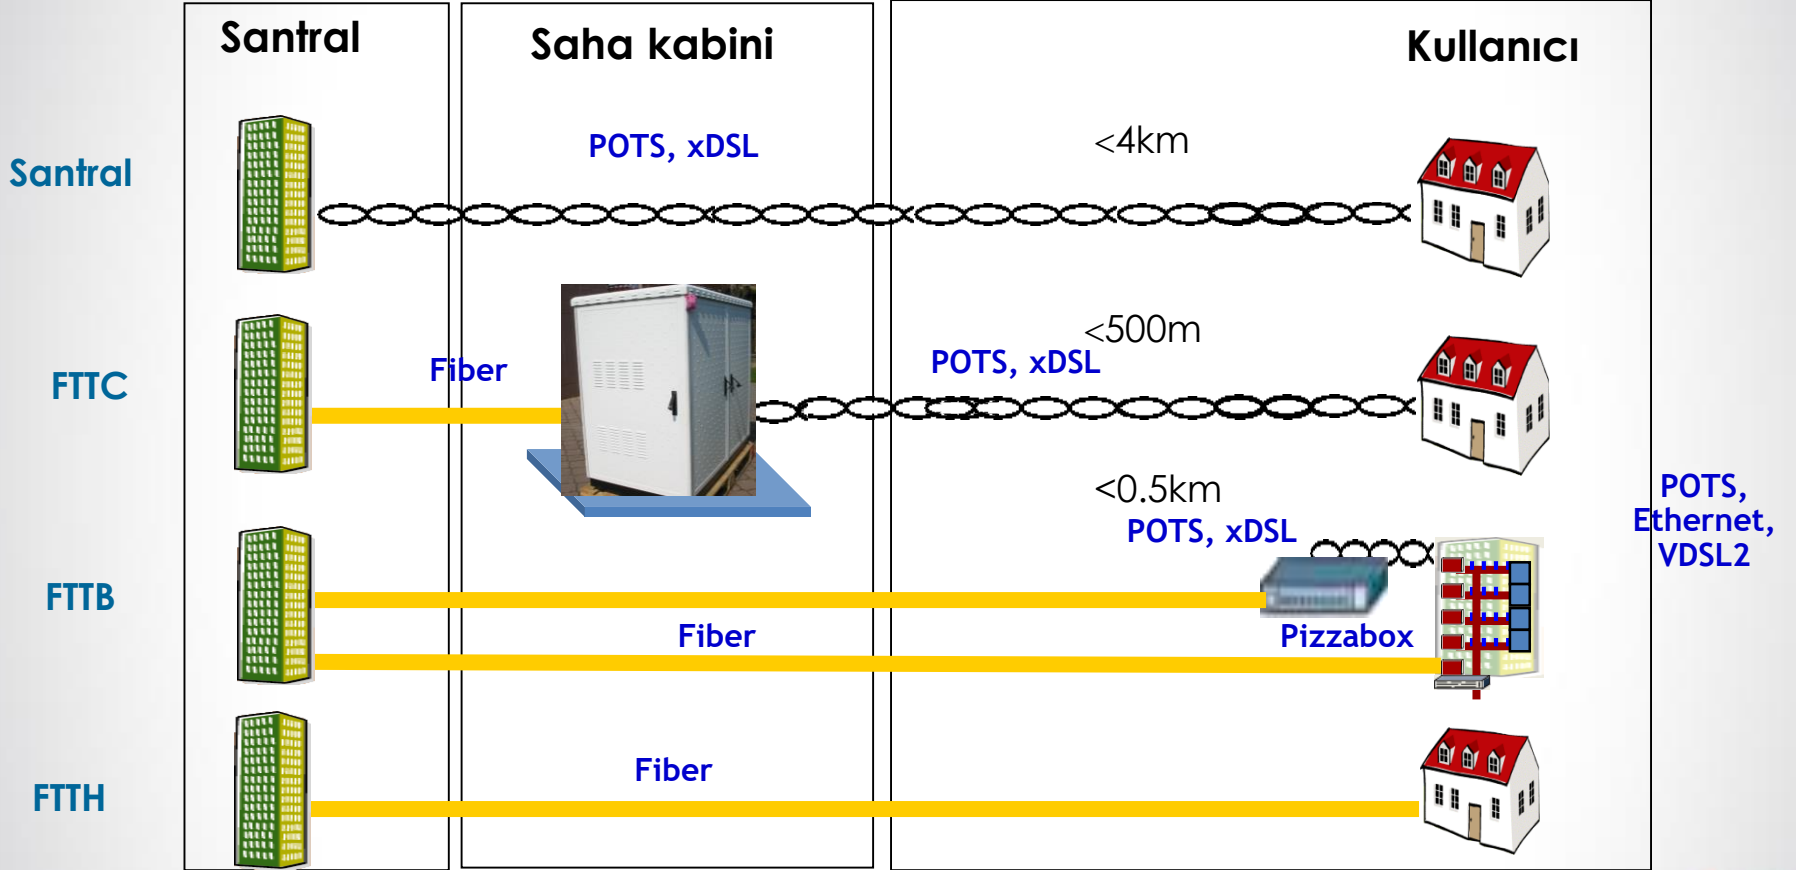 Santral
Saha kabini
Kullanıcı
Santral
POTS, xDSL
<4km
FTTC
Fiber
<500m
POTS, xDSL
<0.5km
POTS, xDSL
POTS,
Ethernet,
VDSL2
FTTB
Fiber
Pizzabox
FTTH
Fiber